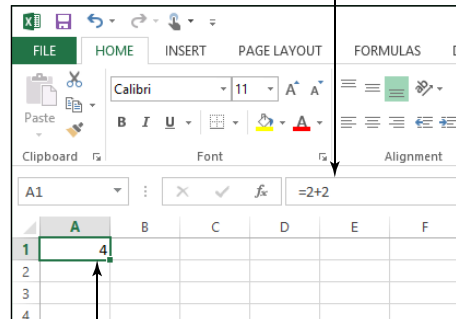 FILE HOME INSERT PAGE LAYOUT FORMULAS
Calibri 11 A A
Paste B I U A
Clipboard Font Alignment
A1 fx =2+2
A B C D E F
1 4
2
3
4